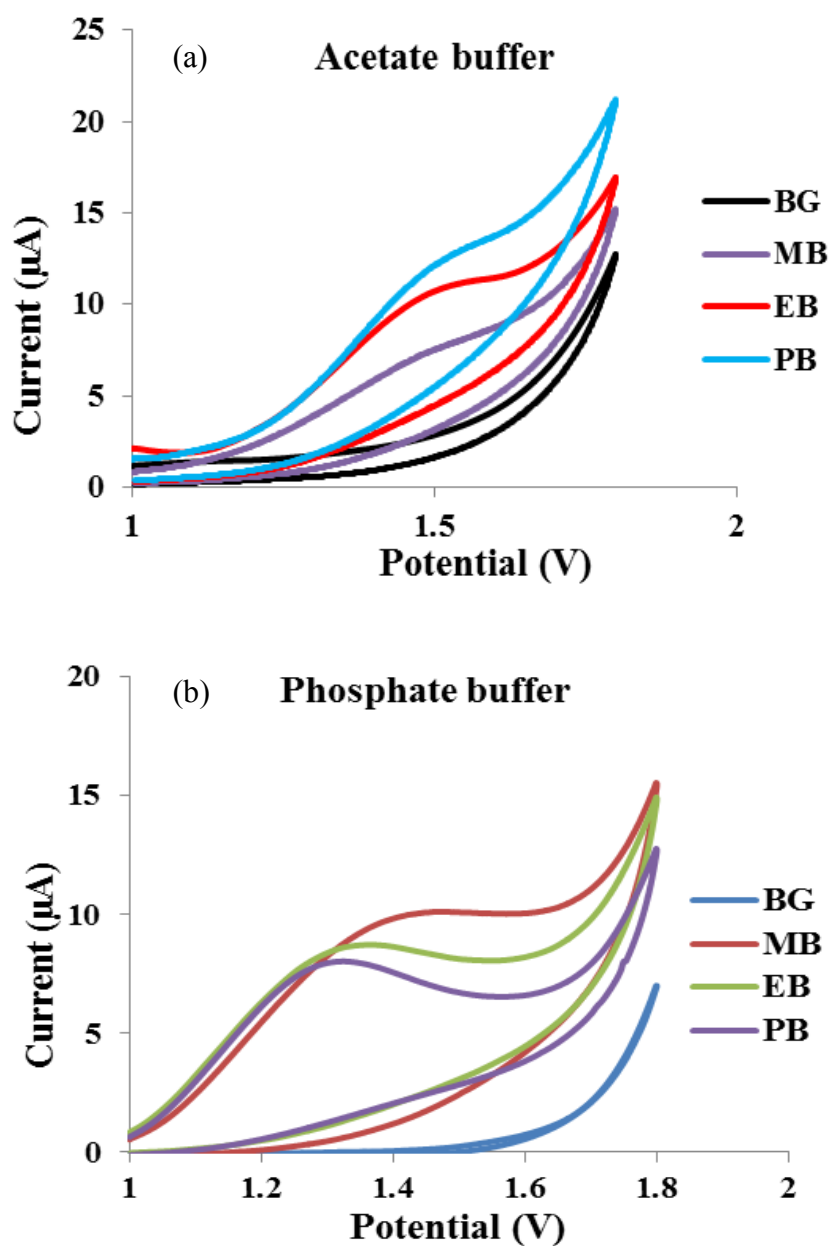 (a) Acetate buffer
25
20
15
10
5
0
Current (µA)
1 1.5 2
Potential (V)
BG
MB
EB
PB
(b) Phosphate buffer
20
15
10
5
0
Current (µA)
1 1.2 1.4 1.6 1.8 2
Potential (V)
BG
MB
EB
PB